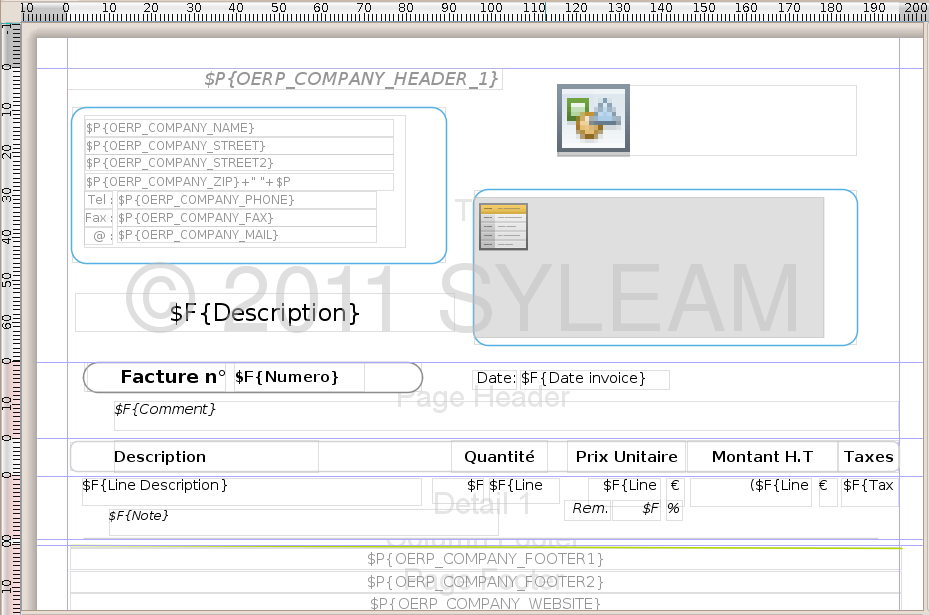 10 0 10 20 30 40 50 60 70 80 90 100 110 120 130 140 150 160 170 180 190 200
$P{OERP_COMPANY_HEADER_1}
$P{OERP_COMPANY_NAME}
$P{OERP_COMPANY_STREET}
$P{OERP_COMPANY_STREET2}
$P{OERP_COMPANY_ZIP}+" "+$P
Tel : $P{OERP_COMPANY_PHONE}
Fax : $P{OERP_COMPANY_FAX}
@ : $P{OERP_COMPANY_MAIL}
© 2011 SYLEAM
$F{Description}
Facture n° $F{Numero}
Date: $F{Date invoice}
Page Header
$F{Comment}
Description Quantité Prix Unitaire Montant H.T Taxes
$F{Line Description} $F $F{Line $F{Line € ($F{Line € $F{Tax
Detail 1
$F{Note} Rem. $F %
Column Footer
$P{OERP_COMPANY_FOOTER1}
Page Footer
$P{OERP_COMPANY_FOOTER2}
$P{OERP_COMPANY_WEBSITE}